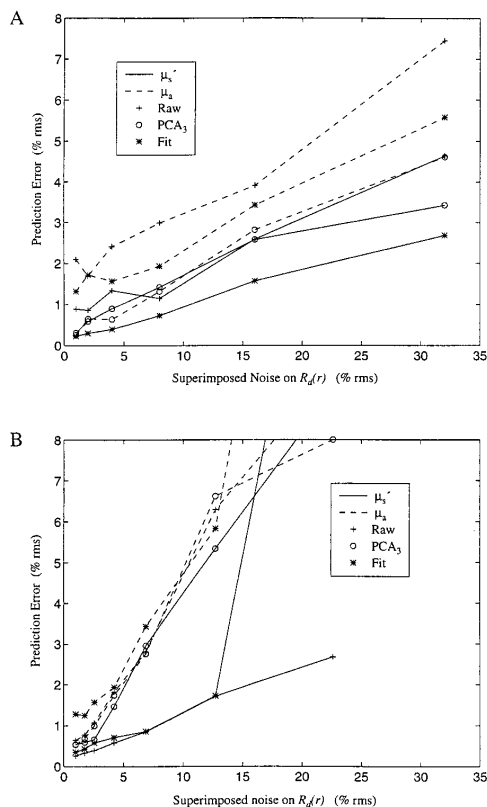 A
8
7
6
5
4
3
2
1
0
Prediction Error (% rms)
μs´
μa
Raw
PCA3
Fit
0 5 10 15 20 25 30 35
Superimposed Noise on Rd(r) (% rms)
B
8
7
6
5
4
3
2
1
0
Prediction Error (% rms)
μs´
μa
Raw
PCA3
Fit
0 5 10 15 20 25 30 35
Superimposed noise on Rd(r) (% rms)